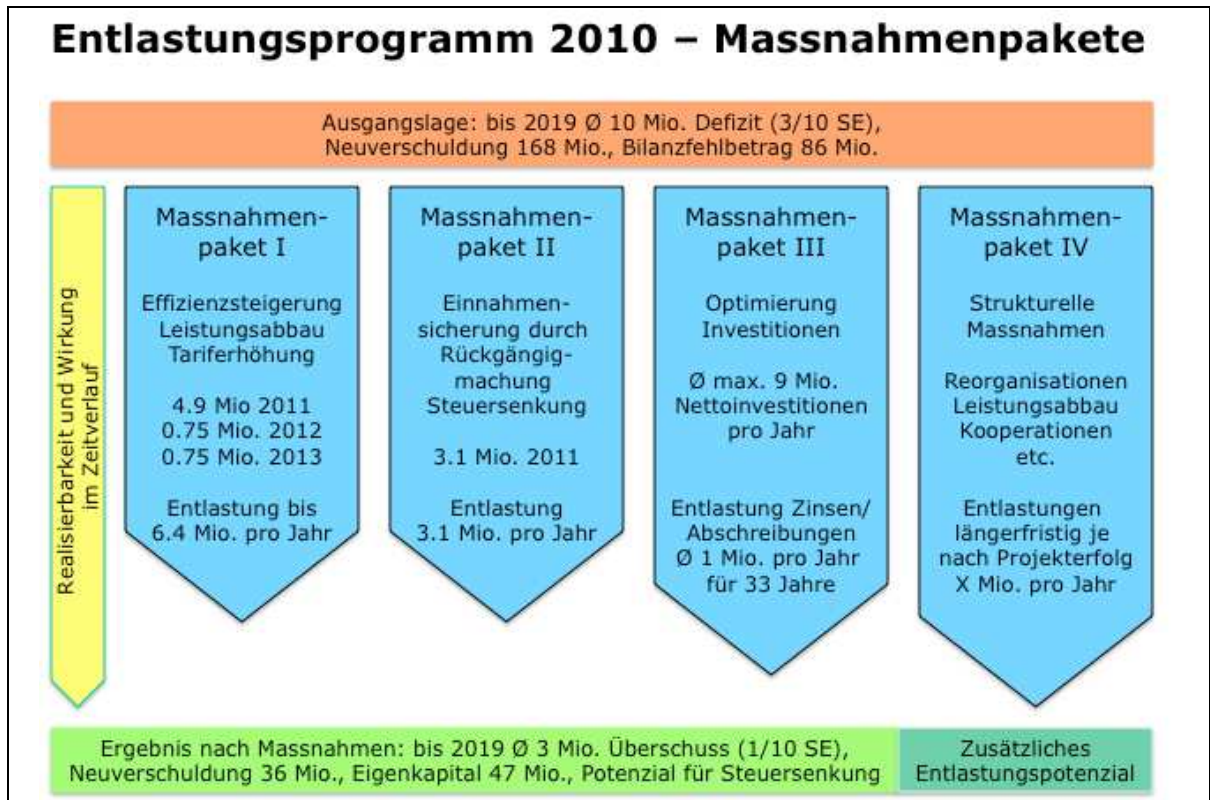 Entlastungsprogramm 2010 – Massnahmenpakete
Ausgangslage: bis 2019 Ø 10 Mio. Defizit (3/10 SE),
Neuverschuldung 168 Mio., Bilanzfehlbetrag 86 Mio.
Realisierbarkeit und Wirkung
im Zeitverlauf
Massnahmen-
paket I
Effizienzsteigerung
Leistungsabbau
Tariferhöhung
4.9 Mio 2011
0.75 Mio. 2012
0.75 Mio. 2013
Entlastung bis
6.4 Mio. pro Jahr
Massnahmen-
paket II
Einnahmen-
sicherung durch
Rückgängig-
machung
Steuersenkung
3.1 Mio. 2011
Entlastung
3.1 Mio. pro Jahr
Massnahmen-
paket III
Optimierung
Investitionen
Ø max. 9 Mio.
Nettoinvestitionen
pro Jahr
Entlastung Zinsen/
Abschreibungen
Ø 1 Mio. pro Jahr
für 33 Jahre
Massnahmen-
paket IV
Strukturelle
Massnahmen
Reorganisationen
Leistungsabbau
Kooperationen
etc.
Entlastungen
längerfristig je
nach Projekterfolg
X Mio. pro Jahr
Ergebnis nach Massnahmen: bis 2019 Ø 3 Mio. Überschuss (1/10 SE),
Neuverschuldung 36 Mio., Eigenkapital 47 Mio., Potenzial für Steuersenkung
Zusätzliches
Entlastungspotenzial